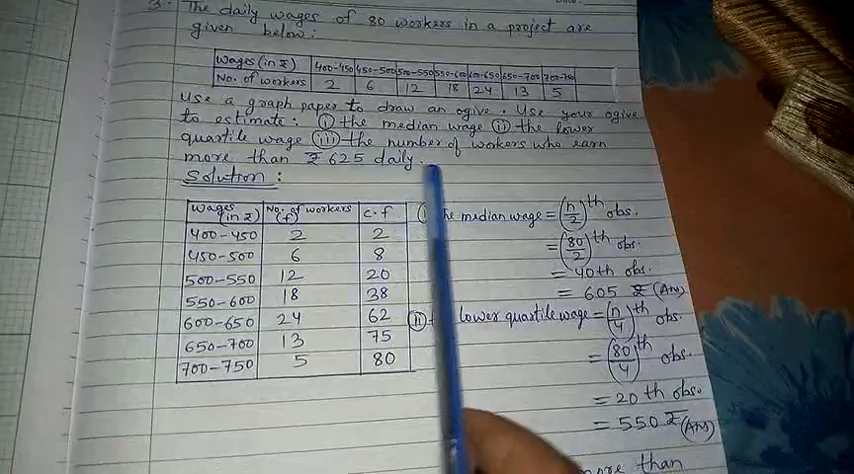 3. The daily wages of 80 workers in a project are
given below:
Wages (in ₹) 400-450 450-500 500-550 550-600 600-650 650-700 700-750
No. of workers 2 6 12 18 24 13 5
Use a graph paper to draw an ogive. Use your ogive
to estimate: (i) the median wage (ii) the lower
quartile wage (iii) the number of workers who earn
more than ₹ 625 daily.
Solution:
Wages (in ₹) No. of workers (f) c.f
400-450 2 2
450-500 6 8
500-550 12 20
550-600 18 38
600-650 24 62
650-700 13 75
700-750 5 80
the median wage = (n/2)th obs.
= (80/2)th obs.
= 40th obs.
= 605 ₹ (Ans)
(ii) lower quartile wage = (n/4)th obs.
= (80/4)th obs.
= 20th obs.
= 550 ₹ (Ans)
more than